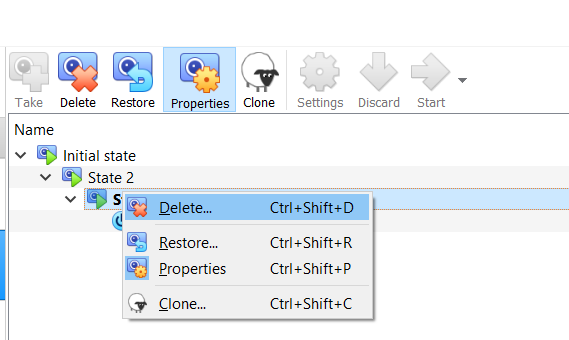 Take Delete Restore Properties Clone Settings Discard Start
Name
Initial state
State 2
S
Delete... Ctrl+Shift+D
Restore... Ctrl+Shift+R
Properties Ctrl+Shift+P
Clone... Ctrl+Shift+C